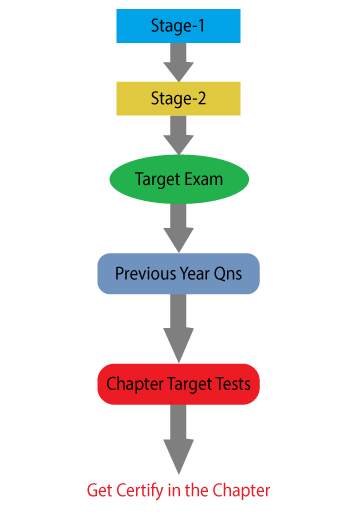 Stage-1
Stage-2
Target Exam
Previous Year Qns
Chapter Target Tests
Get Certify in the Chapter